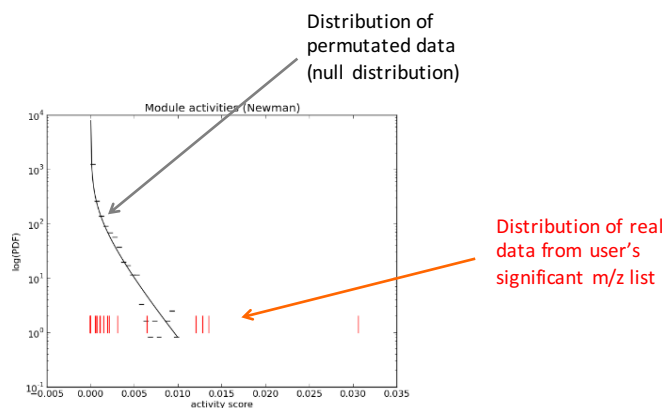 Distribution of
permutated data
(null distribution)
Module activities (Newman)
10⁴
10³
10²
10¹
10⁰
10⁻¹
log(PDF)
−0.005 0.000 0.005 0.010 0.015 0.020 0.025 0.030 0.035
activity score
Distribution of real
data from user's
significant m/z list